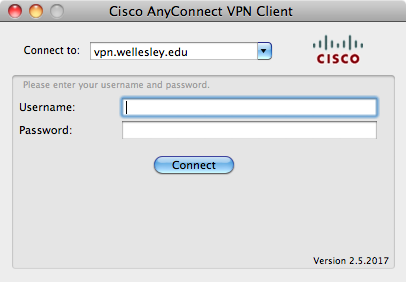 Cisco AnyConnect VPN Client
Connect to: vpn.wellesley.edu
CISCO
Please enter your username and password.
Username:
Password:
Connect
Version 2.5.2017